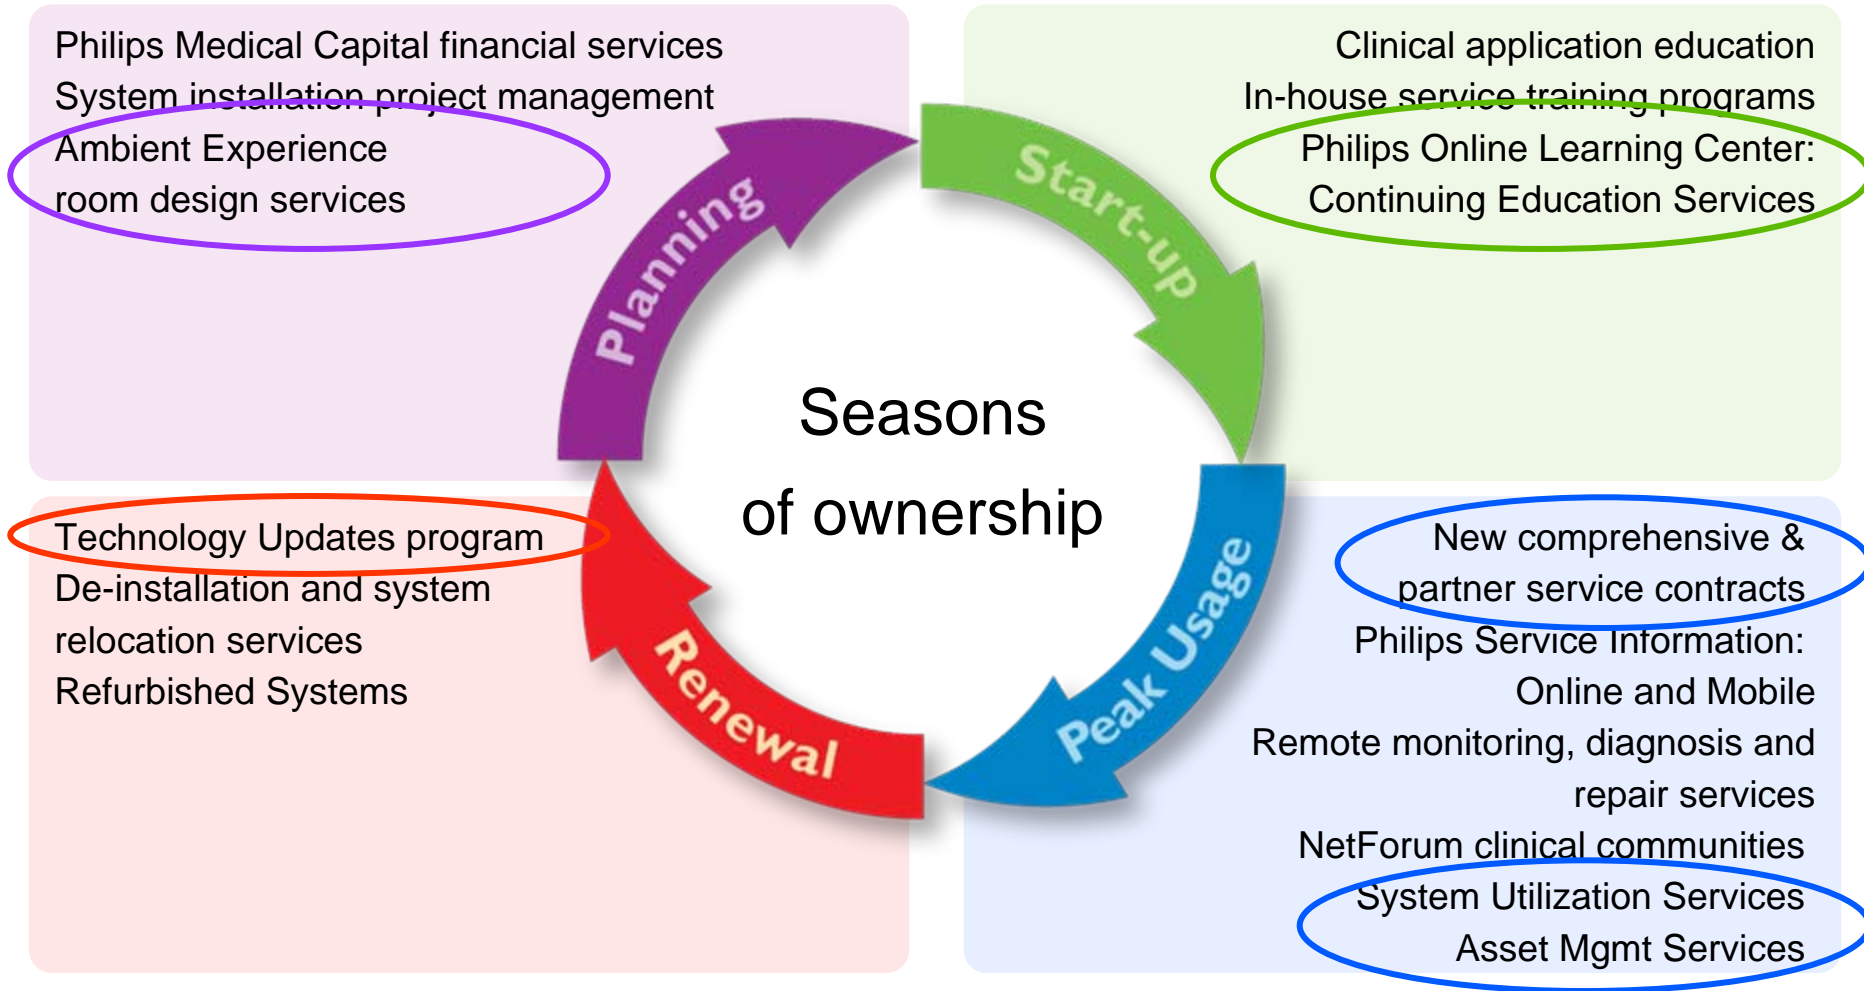 Philips Medical Capital financial services
System installation project management
Ambient Experience
room design services
Clinical application education
In-house service training programs
Philips Online Learning Center:
Continuing Education Services
Planning
Start-up
Seasons
of ownership
Technology Updates program
De-installation and system
relocation services
Refurbished Systems
Renewal
Peak Usage
New comprehensive &
partner service contracts
Philips Service Information:
Online and Mobile
Remote monitoring, diagnosis and
repair services
NetForum clinical communities
System Utilization Services
Asset Mgmt Services